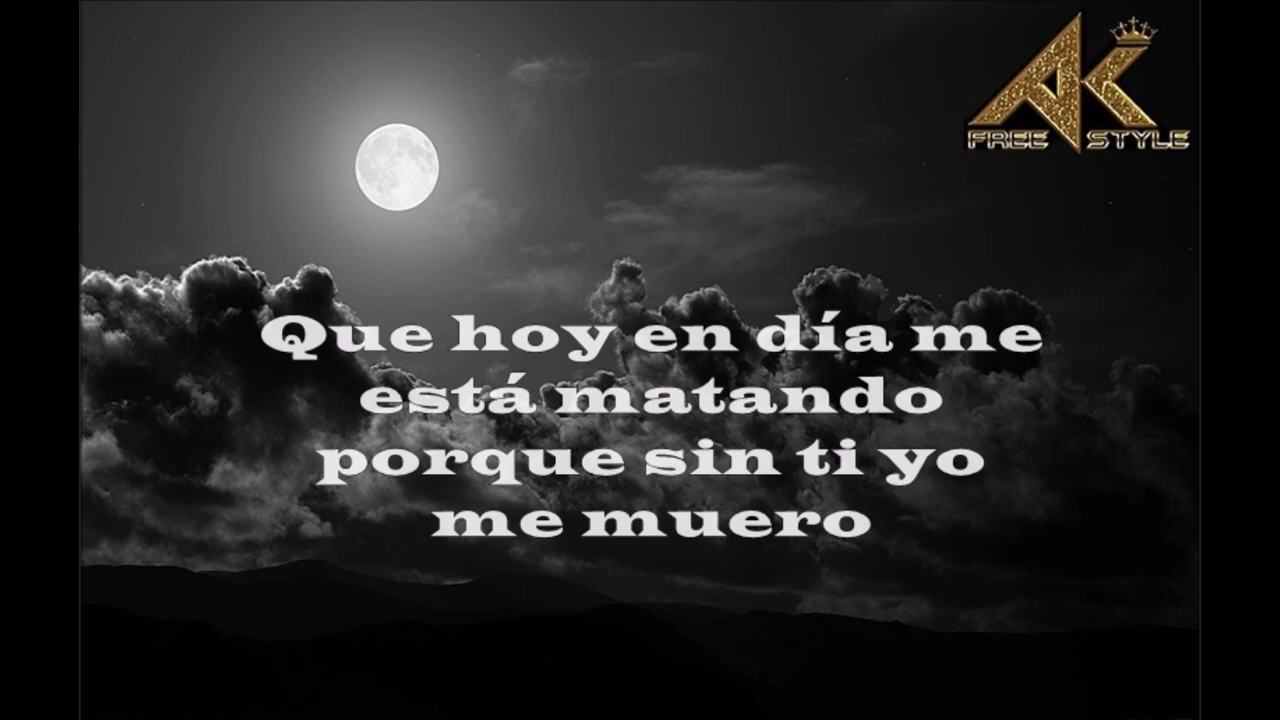 AK
FREE STYLE
Que hoy en día me
está matando
porque sin ti yo
me muero